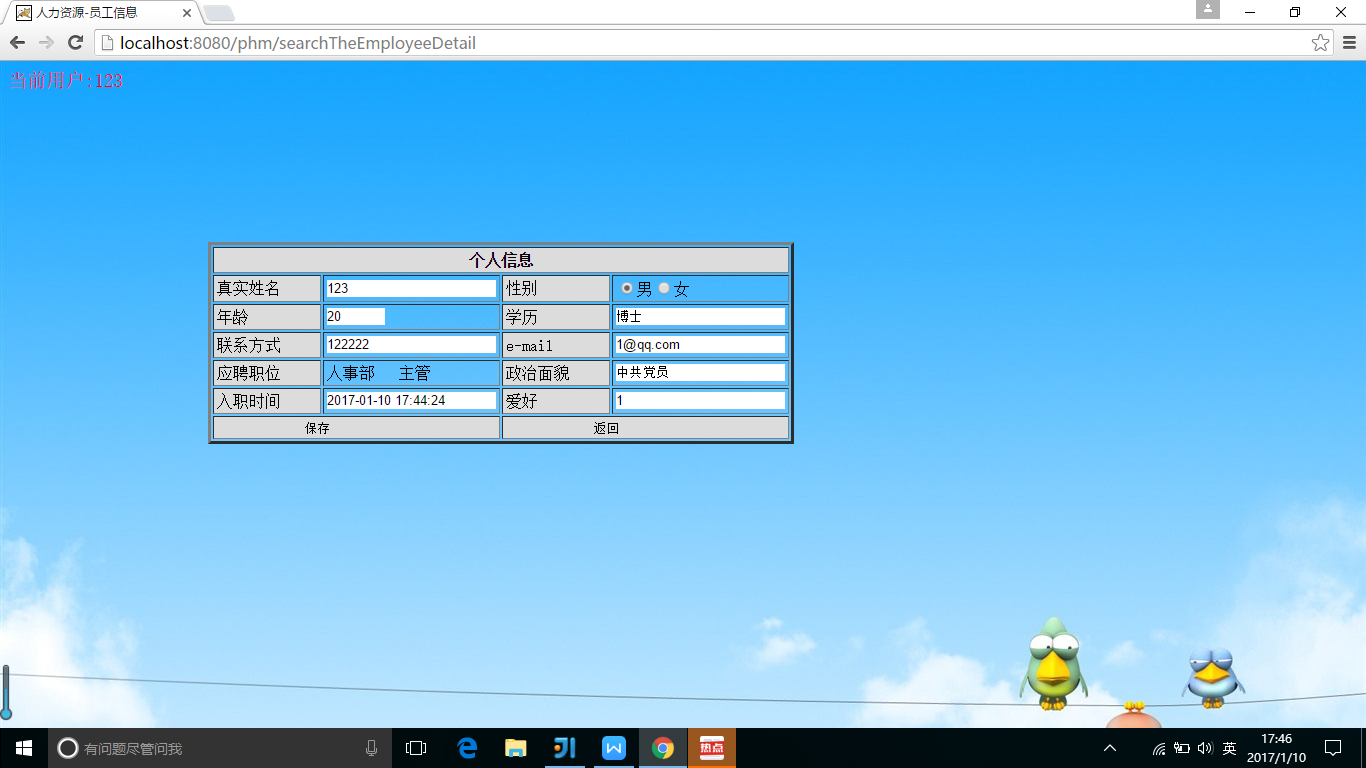 人力资源-员工信息
localhost:8080/phm/searchTheEmployeeDetail
当前用户:123
个人信息
真实姓名 123 性别 男 女
年龄 20 学历 博士
联系方式 122222 e-mail 1@qq.com
应聘职位 人事部 主管 政治面貌 中共党员
入职时间 2017-01-10 17:44:24 爱好 1
保存 返回
有问题尽管问我
热点
英
17:46
2017/1/10